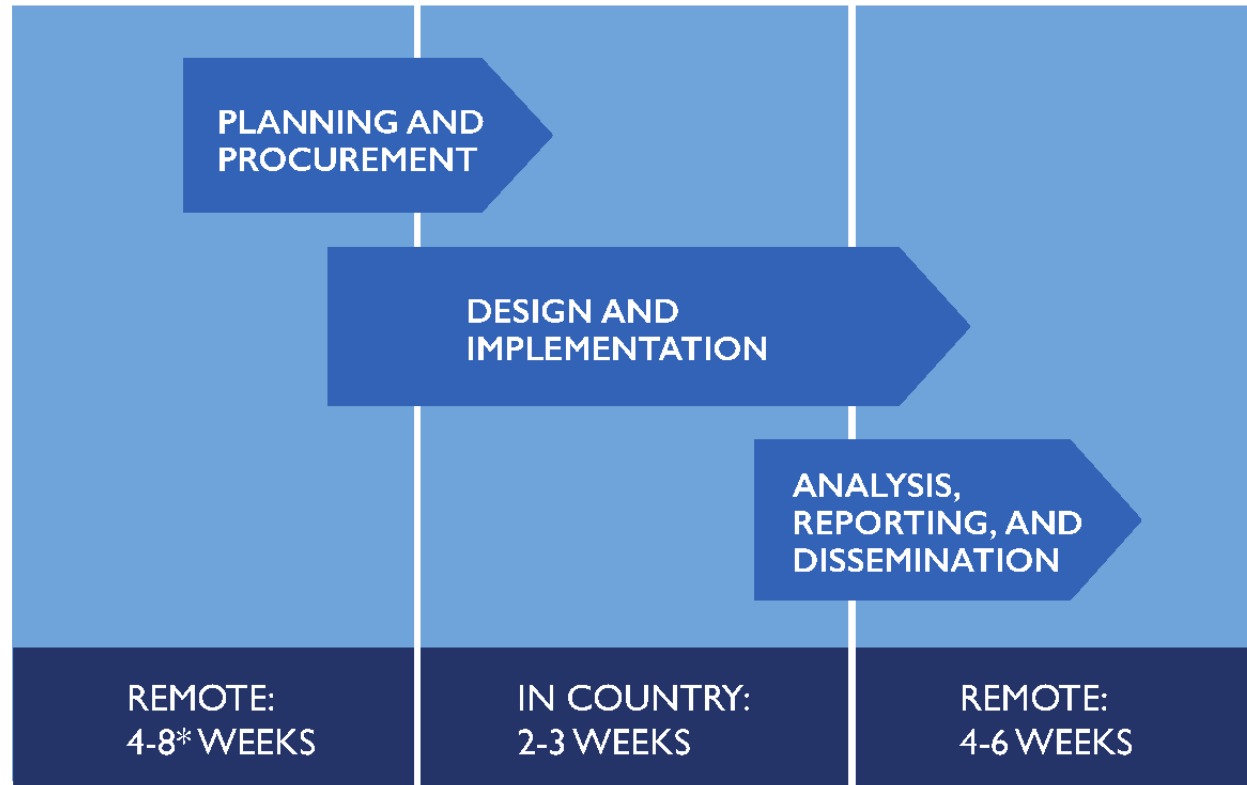 PLANNING AND
PROCUREMENT
DESIGN AND
IMPLEMENTATION
ANALYSIS,
REPORTING, AND
DISSEMINATION
REMOTE:
4-8* WEEKS
IN COUNTRY:
2-3 WEEKS
REMOTE:
4-6 WEEKS